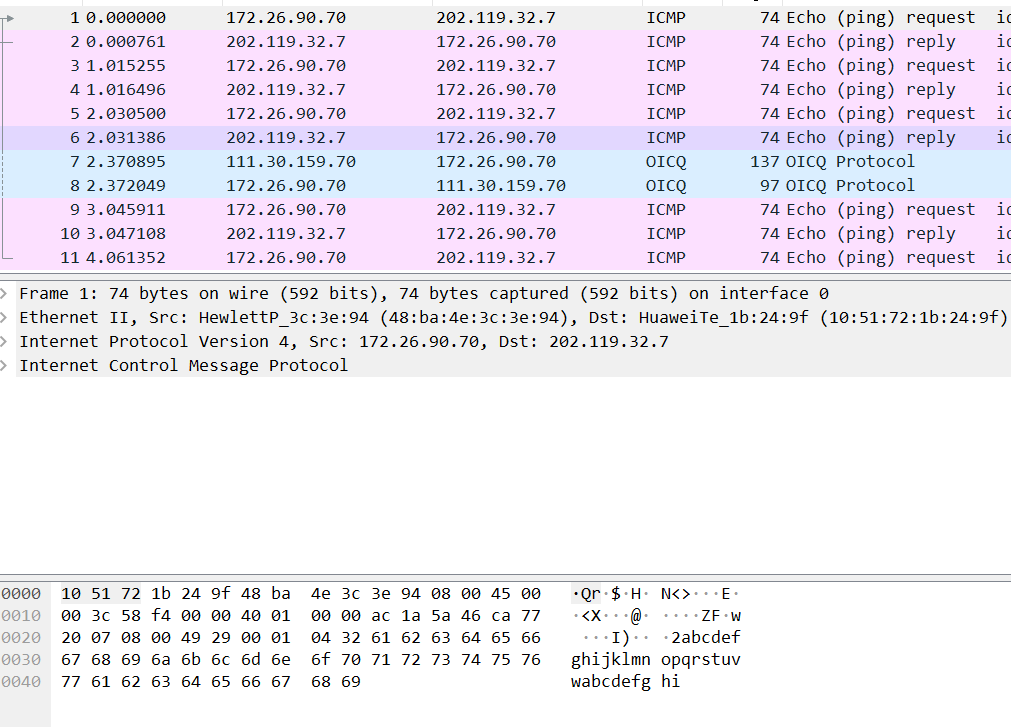 1 0.000000 172.26.90.70 202.119.32.7 ICMP 74 Echo (ping) request
2 0.000761 202.119.32.7 172.26.90.70 ICMP 74 Echo (ping) reply
3 1.015255 172.26.90.70 202.119.32.7 ICMP 74 Echo (ping) request
4 1.016496 202.119.32.7 172.26.90.70 ICMP 74 Echo (ping) reply
5 2.030500 172.26.90.70 202.119.32.7 ICMP 74 Echo (ping) request
6 2.031386 202.119.32.7 172.26.90.70 ICMP 74 Echo (ping) reply
7 2.370895 111.30.159.70 172.26.90.70 OICQ 137 OICQ Protocol
8 2.372049 172.26.90.70 111.30.159.70 OICQ 97 OICQ Protocol
9 3.045911 172.26.90.70 202.119.32.7 ICMP 74 Echo (ping) request
10 3.047108 202.119.32.7 172.26.90.70 ICMP 74 Echo (ping) reply
11 4.061352 172.26.90.70 202.119.32.7 ICMP 74 Echo (ping) request
Frame 1: 74 bytes on wire (592 bits), 74 bytes captured (592 bits) on interface 0
Ethernet II, Src: HewlettP_3c:3e:94 (48:ba:4e:3c:3e:94), Dst: HuaweiTe_1b:24:9f (10:51:72:1b:24:9f)
Internet Protocol Version 4, Src: 172.26.90.70, Dst: 202.119.32.7
Internet Control Message Protocol
0000 10 51 72 1b 24 9f 48 ba 4e 3c 3e 94 08 00 45 00 ·Qr·$·H· N<>···E·
0010 00 3c 58 f4 00 00 40 01 00 00 ac 1a 5a 46 ca 77 ·<X···@· ····ZF·w
0020 20 07 08 00 49 29 00 01 04 32 61 62 63 64 65 66 ···I)·· ·2abcdef
0030 67 68 69 6a 6b 6c 6d 6e 6f 70 71 72 73 74 75 76 ghijklmn opqrstuv
0040 77 61 62 63 64 65 66 67 68 69 wabcdefg hi